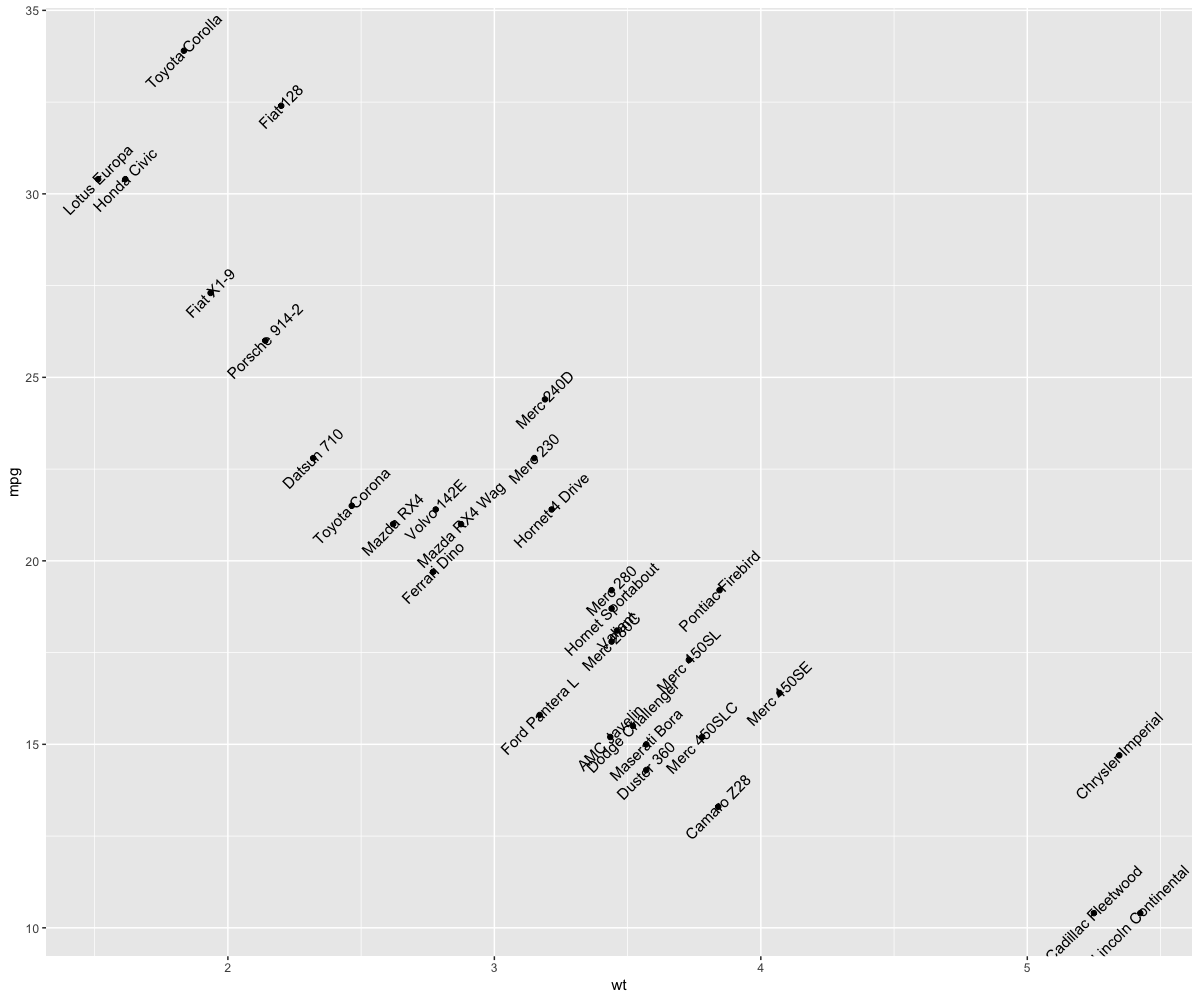 35
Toyota Corolla
Fiat 128
Lotus Europa
Honda Civic
30
Fiat X1-9
Porsche 914-2
25
Merc 240D
Datsun 710
Merc 230
mpg
Toyota Corona
Mazda RX4
Volvo 142E
Mazda RX4 Wag
Hornet 4 Drive
20
Ferrari Dino
Merc 280
Hornet Sportabout
Pontiac Firebird
Valiant
Merc 280C
Merc 450SL
Merc 450SE
Ford Pantera L
Dodge Challenger
AMC Javelin
15
Maserati Bora
Merc 450SLC
Duster 360
Chrysler Imperial
Camaro Z28
10
Cadillac Fleetwood
Lincoln Continental
2
3
4
5
wt